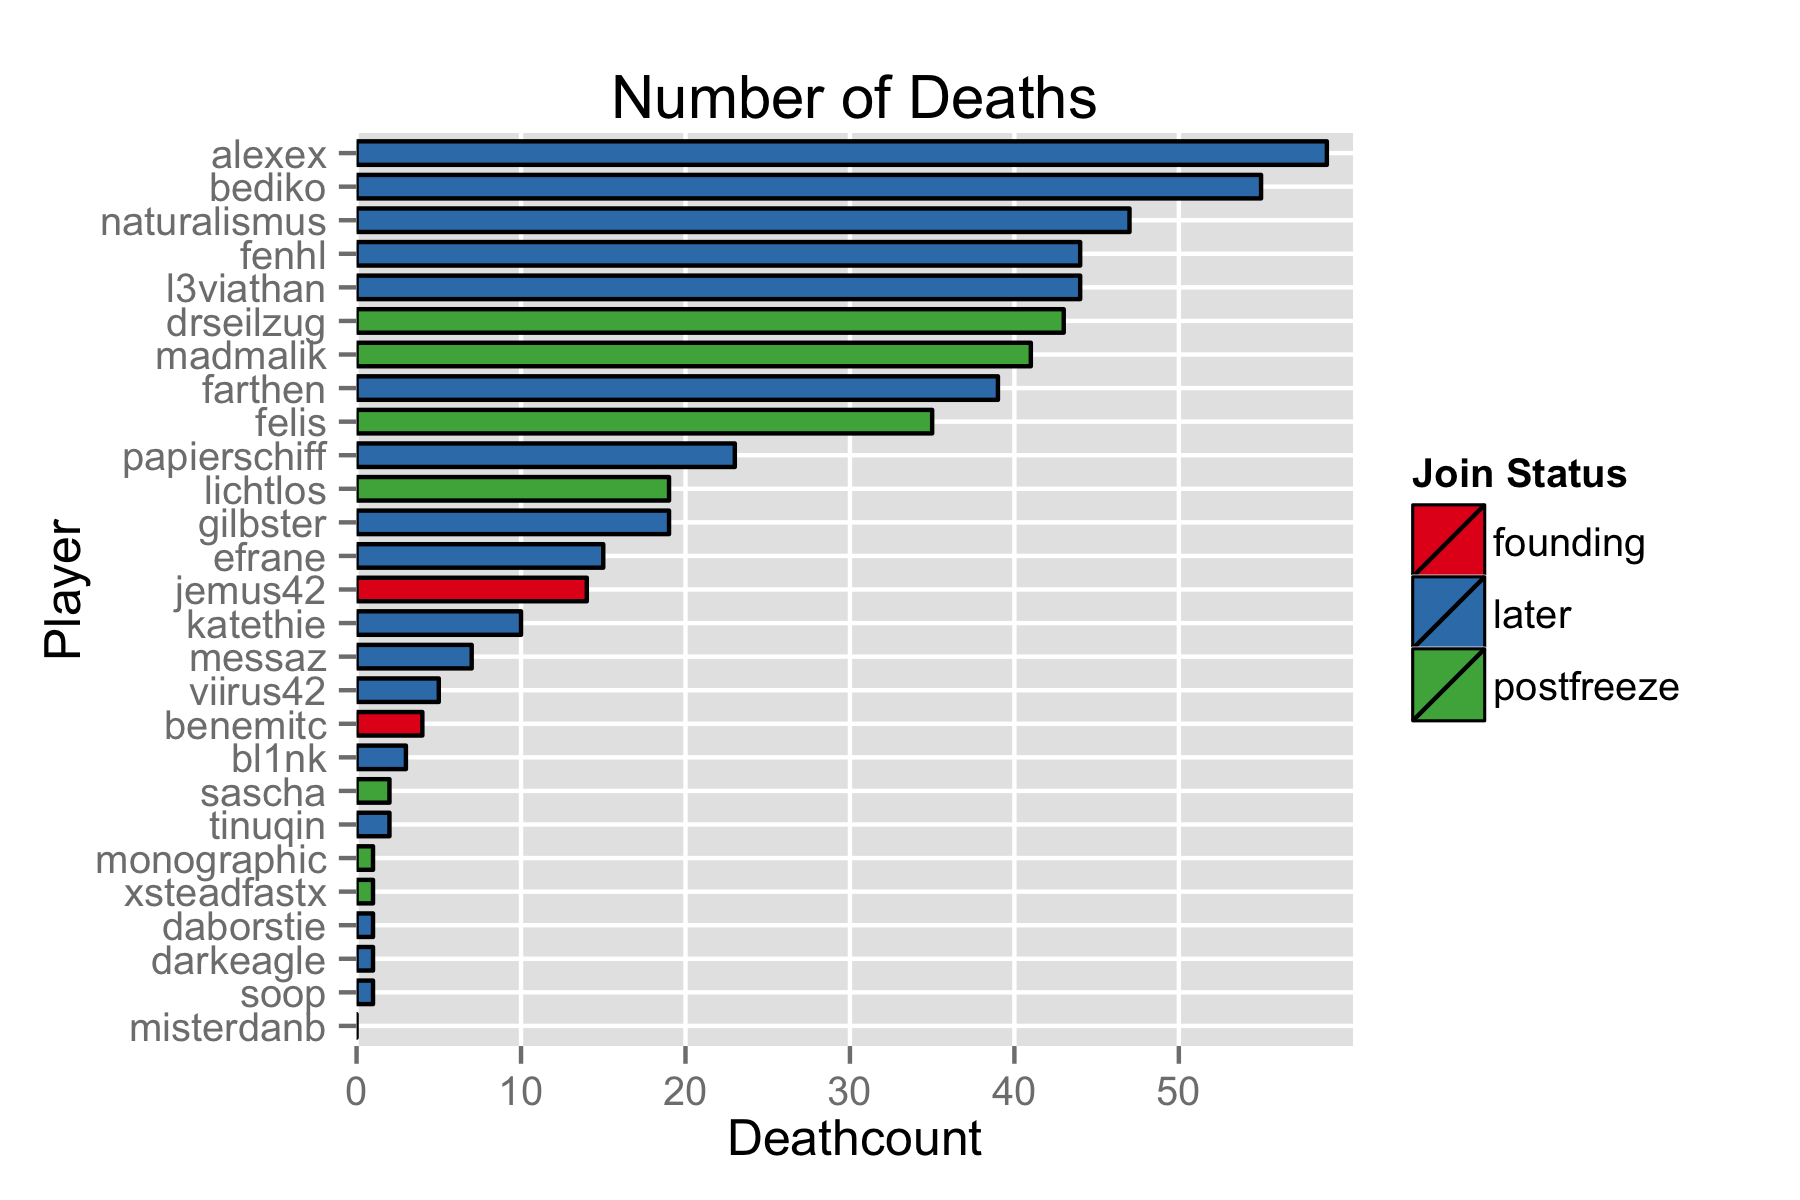 Number of Deaths
alexex
bediko
naturalismus
fenhl
l3viathan
drseilzug
madmalik
farthen
felis
papierschiff
lichtlos
gilbster
efrane
jemus42
katethie
messaz
viirus42
benemitc
bl1nk
sascha
tinuqin
monographic
xsteadfastx
daborstie
darkeagle
soop
misterdanb
Player
0 10 20 30 40 50
Deathcount
Join Status
founding
later
postfreeze